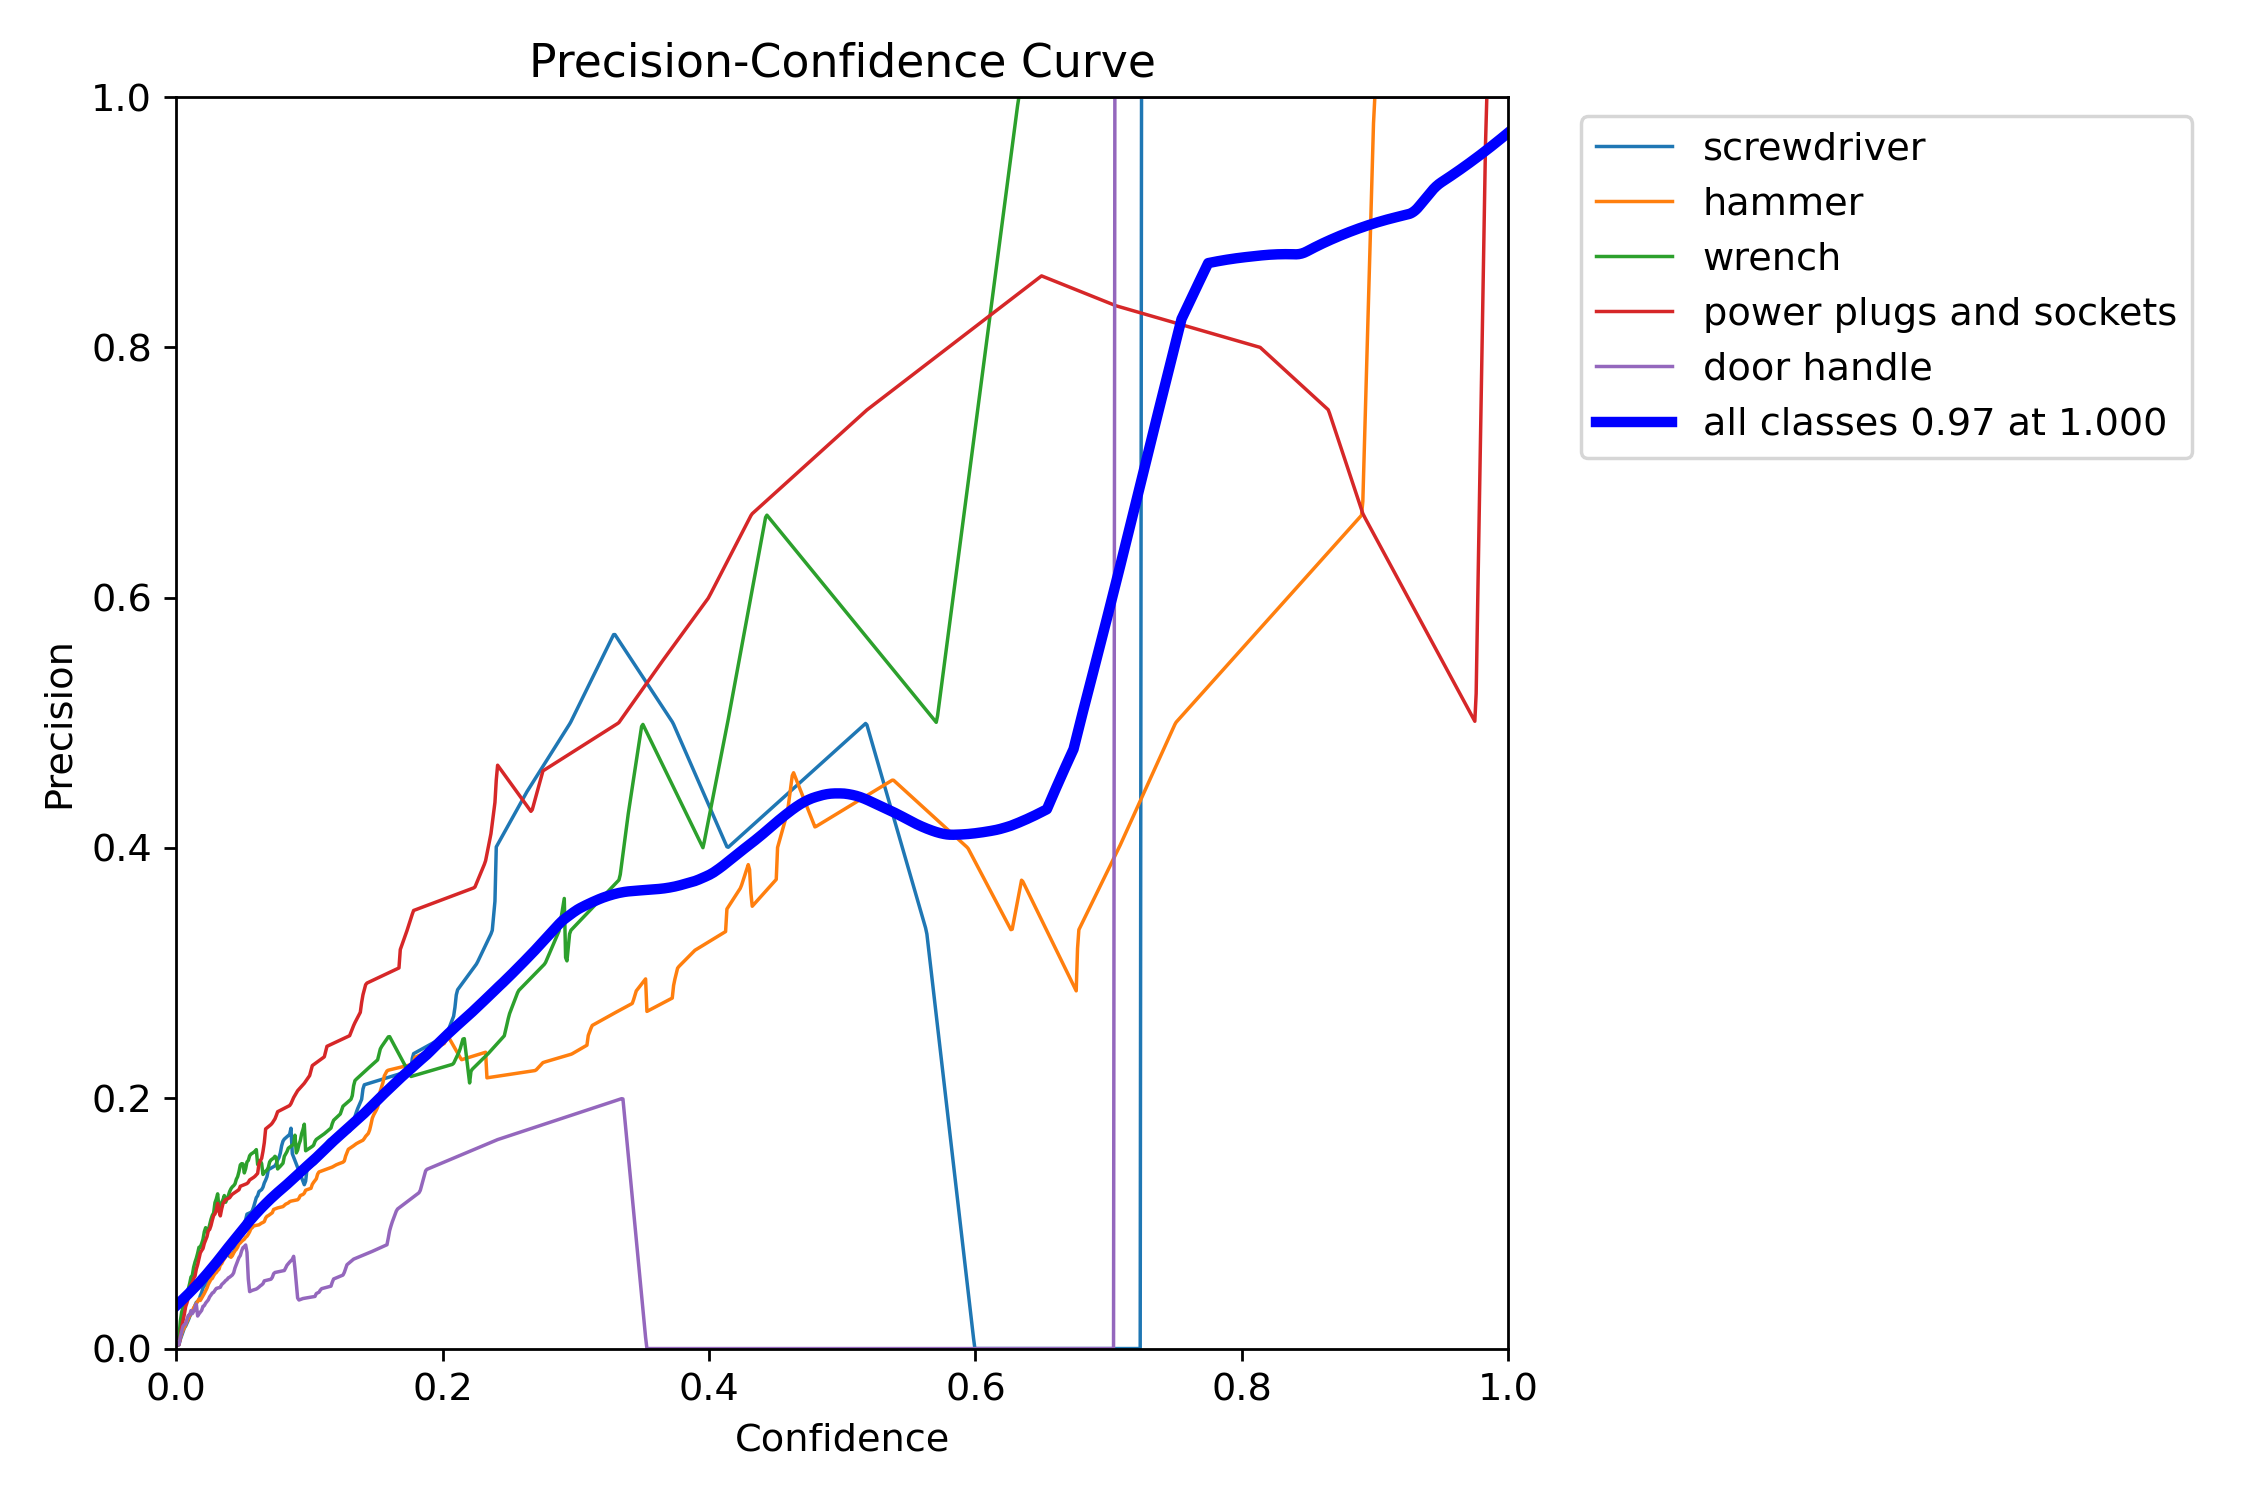 Precision-Confidence Curve
1.0
0.8
0.6
0.4
0.2
0.0
Precision
0.0 0.2 0.4 0.6 0.8 1.0
Confidence
screwdriver
hammer
wrench
power plugs and sockets
door handle
all classes 0.97 at 1.000